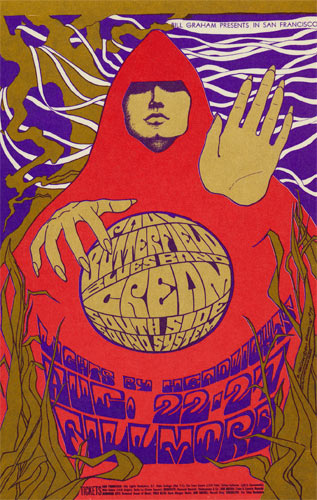 BILL GRAHAM PRESENTS IN SAN FRANCISCO
PAUL
BUTTERFIELD
BLUES BAND
CREAM
SOUTH SIDE
SOUND SYSTEM
LIGHTS BY HEADLIGHTS
AUG. 22-27
FILLMORE
TICKETS